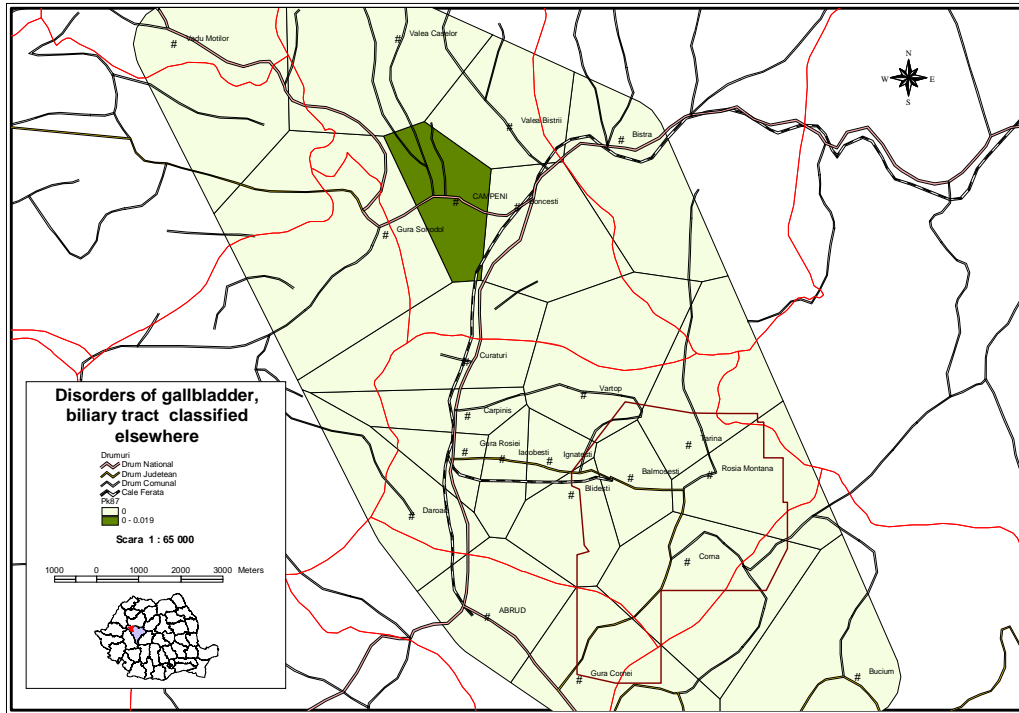 Vadu Motilor
Valea Caselor
N
W E
S
Valea Bistrii
Bistra
CAMPENI
Boncesti
Gura Sohodol
Curaturi
Vartop
Carpinis
Tarina
Gura Rosiei
Iacobesti
Ignatesti
Balmosesti
Rosia Montana
Blidesti
Daroaia
Corna
ABRUD
Gura Cornei
Bucium
Disorders of gallbladder,
biliary tract classified
elsewhere
Drumuri
Drum National
Drum Judetean
Drum Comunal
Cale Ferata
Pk87
0
0 - 0.019
Scara 1 : 65 000
1000 0 1000 2000 3000 Meters